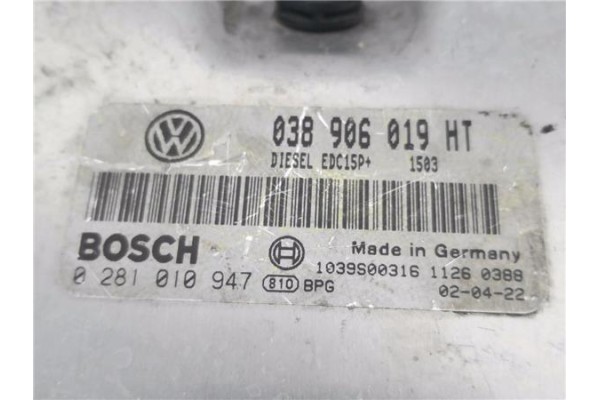 038 906 019 HT
DIESEL EDC15P+ 1503
BOSCH
Made in Germany
0 281 010 947 810 BPG
1039S00316 1126 0388
02-04-22